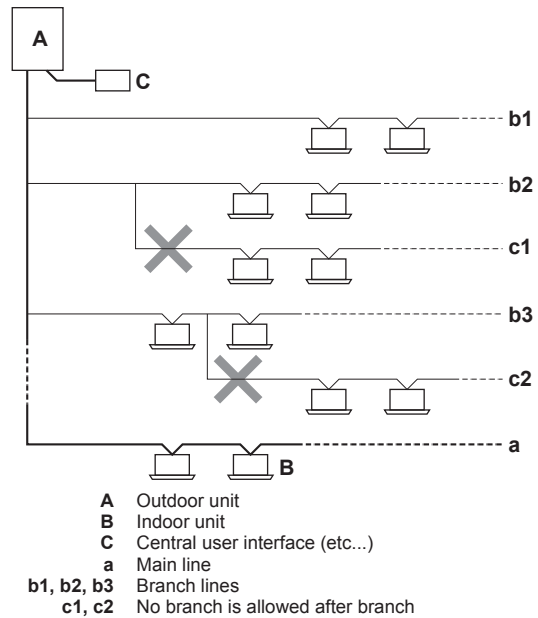 A
C
b1
b2
c1
b3
c2
a
B
A Outdoor unit
B Indoor unit
C Central user interface (etc...)
a Main line
b1, b2, b3 Branch lines
c1, c2 No branch is allowed after branch